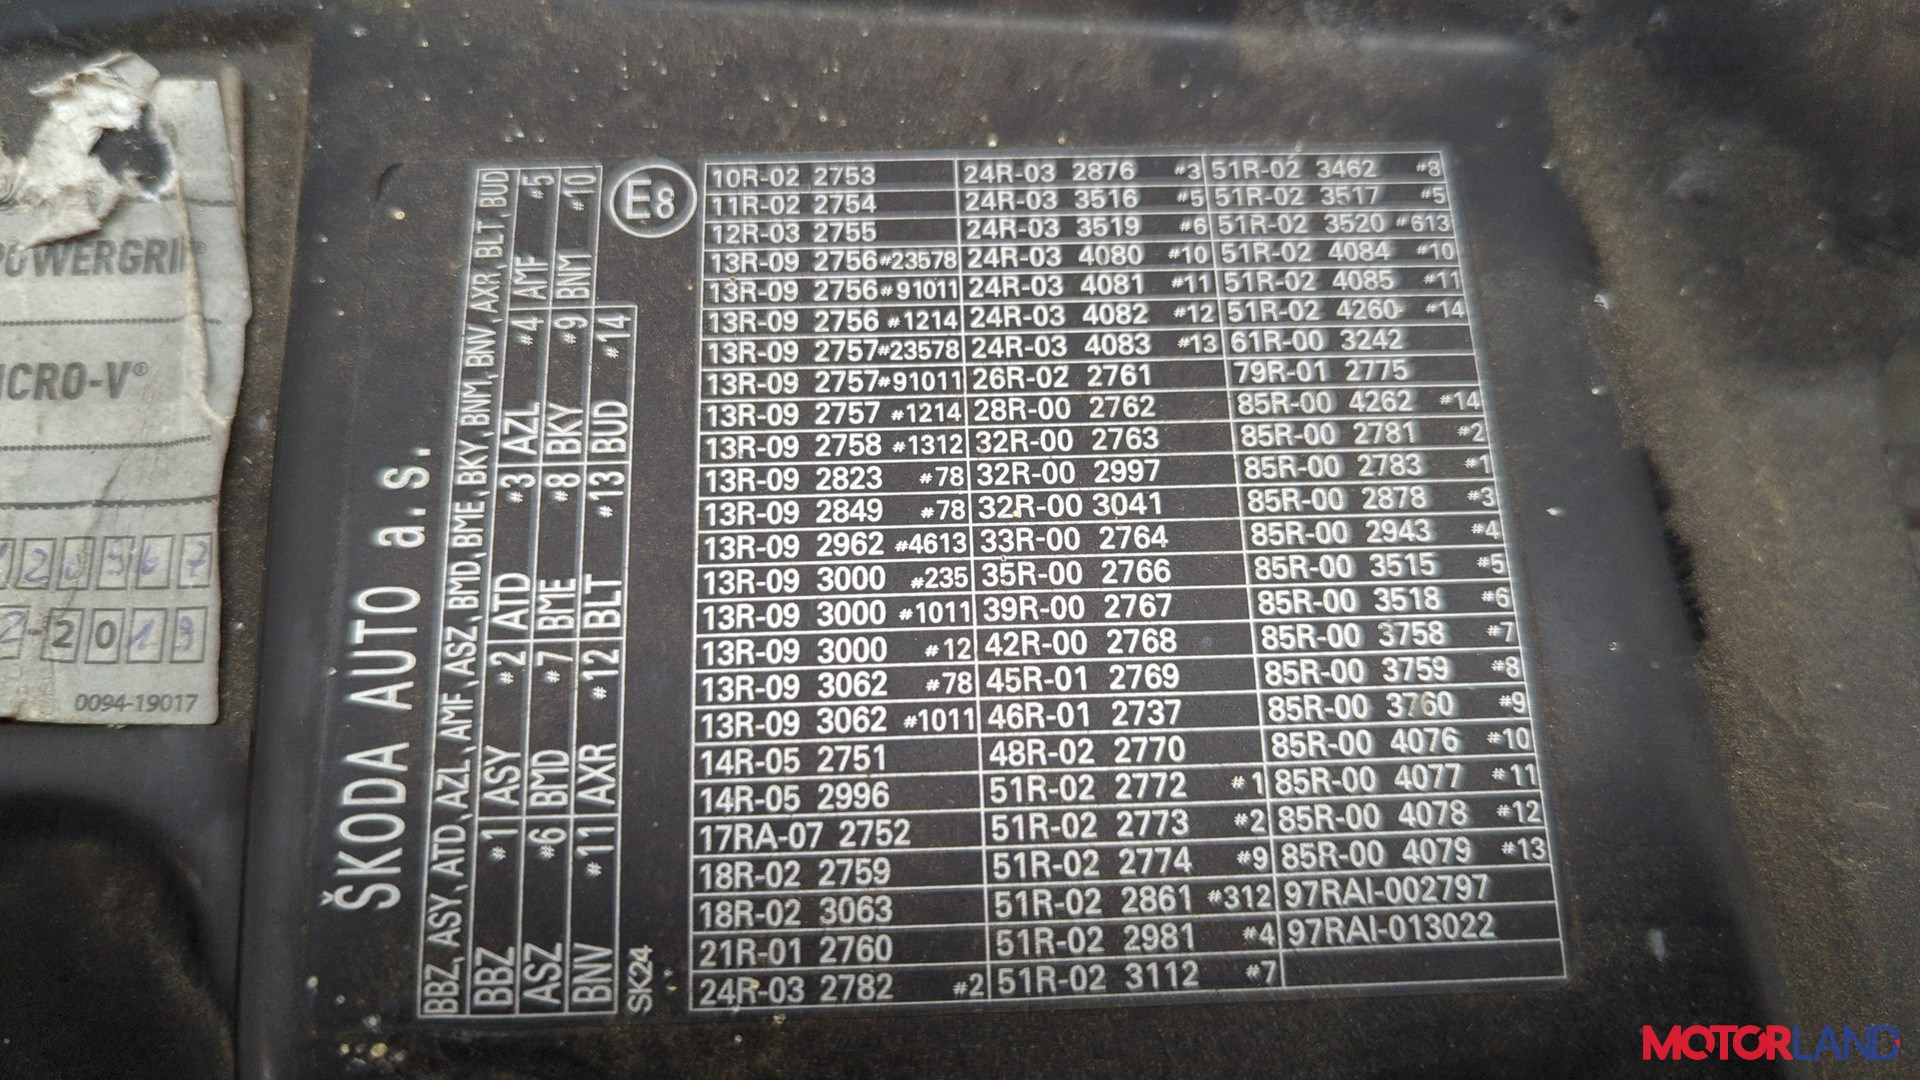 POWERGRIP®
MICRO-V®
2-2019
0094-19017
ŠKODA AUTO a.s.
BBZ, ASY, ATD, AZL, AMF, ASZ, BMD, BME, BKY, BNM, BNV, AXR, BLT, BUD
BBZ #1 ASY #2 ATD #3 AZL #4 AMF #5
ASZ #6 BMD #7 BME #8 BKY #9 BNM #10
BNV #11 AXR #12 BLT #13 BUD #14
SK24
E8
10R-02 2753
11R-02 2754
12R-03 2755
13R-09 2756 #23578
13R-09 2756 #91011
13R-09 2756 #1214
13R-09 2757 #23578
13R-09 2757 #91011
13R-09 2757 #1214
13R-09 2758 #1312
13R-09 2823 #78
13R-09 2849 #78
13R-09 2962 #4613
13R-09 3000 #235
13R-09 3000 #1011
13R-09 3000 #12
13R-09 3062 #78
13R-09 3062 #1011
14R-05 2751
14R-05 2996
17RA-07 2752
18R-02 2759
18R-02 3063
21R-01 2760
24R-03 2782 #2
24R-03 2876 #3
24R-03 3516 #5
24R-03 3519 #6
24R-03 4080 #10
24R-03 4081 #11
24R-03 4082 #12
24R-03 4083 #13
26R-02 2761
28R-00 2762
32R-00 2763
32R-00 2997
32R-00 3041
33R-00 2764
35R-00 2766
39R-00 2767
42R-00 2768
45R-01 2769
46R-01 2737
48R-02 2770
51R-02 2772 #1
51R-02 2773 #2
51R-02 2774 #9
51R-02 2861 #312
51R-02 2981 #4
51R-02 3112 #7
51R-02 3462 #8
51R-02 3517 #5
51R-02 3520 #613
51R-02 4084 #10
51R-02 4085 #11
51R-02 4260 #14
61R-00 3242
79R-01 2775
85R-00 4262 #14
85R-00 2781 #2
85R-00 2783 #1
85R-00 2878 #3
85R-00 2943 #4
85R-00 3515 #5
85R-00 3518 #6
85R-00 3758 #7
85R-00 3759 #8
85R-00 3760 #9
85R-00 4076 #10
85R-00 4077 #11
85R-00 4078 #12
85R-00 4079 #13
97RAI-002797
97RAI-013022
MOTORLAND